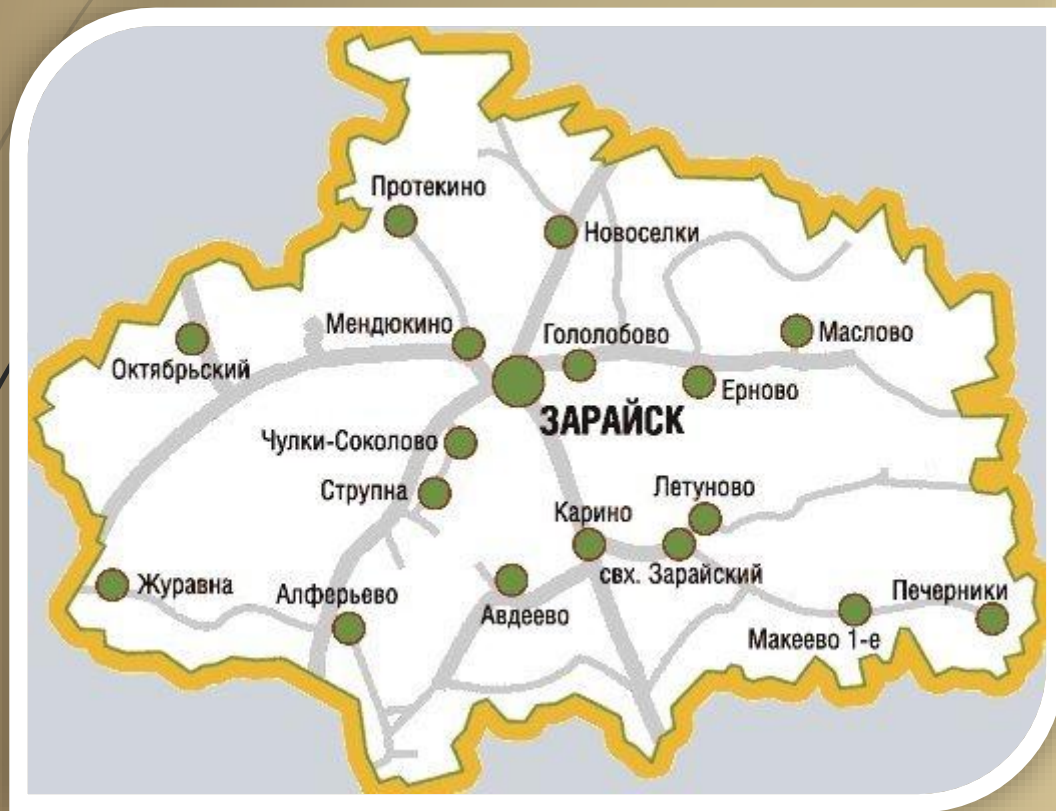 Протекино
Новоселки
Мендюкино
Гололобово
Маслово
Октябрьский
Ерново
ЗАРАЙСК
Чулки-Соколово
Струпна
Летуново
Карино
свх. Зарайский
Журавна
Алферьево
Авдеево
Печерники
Макеево 1-е